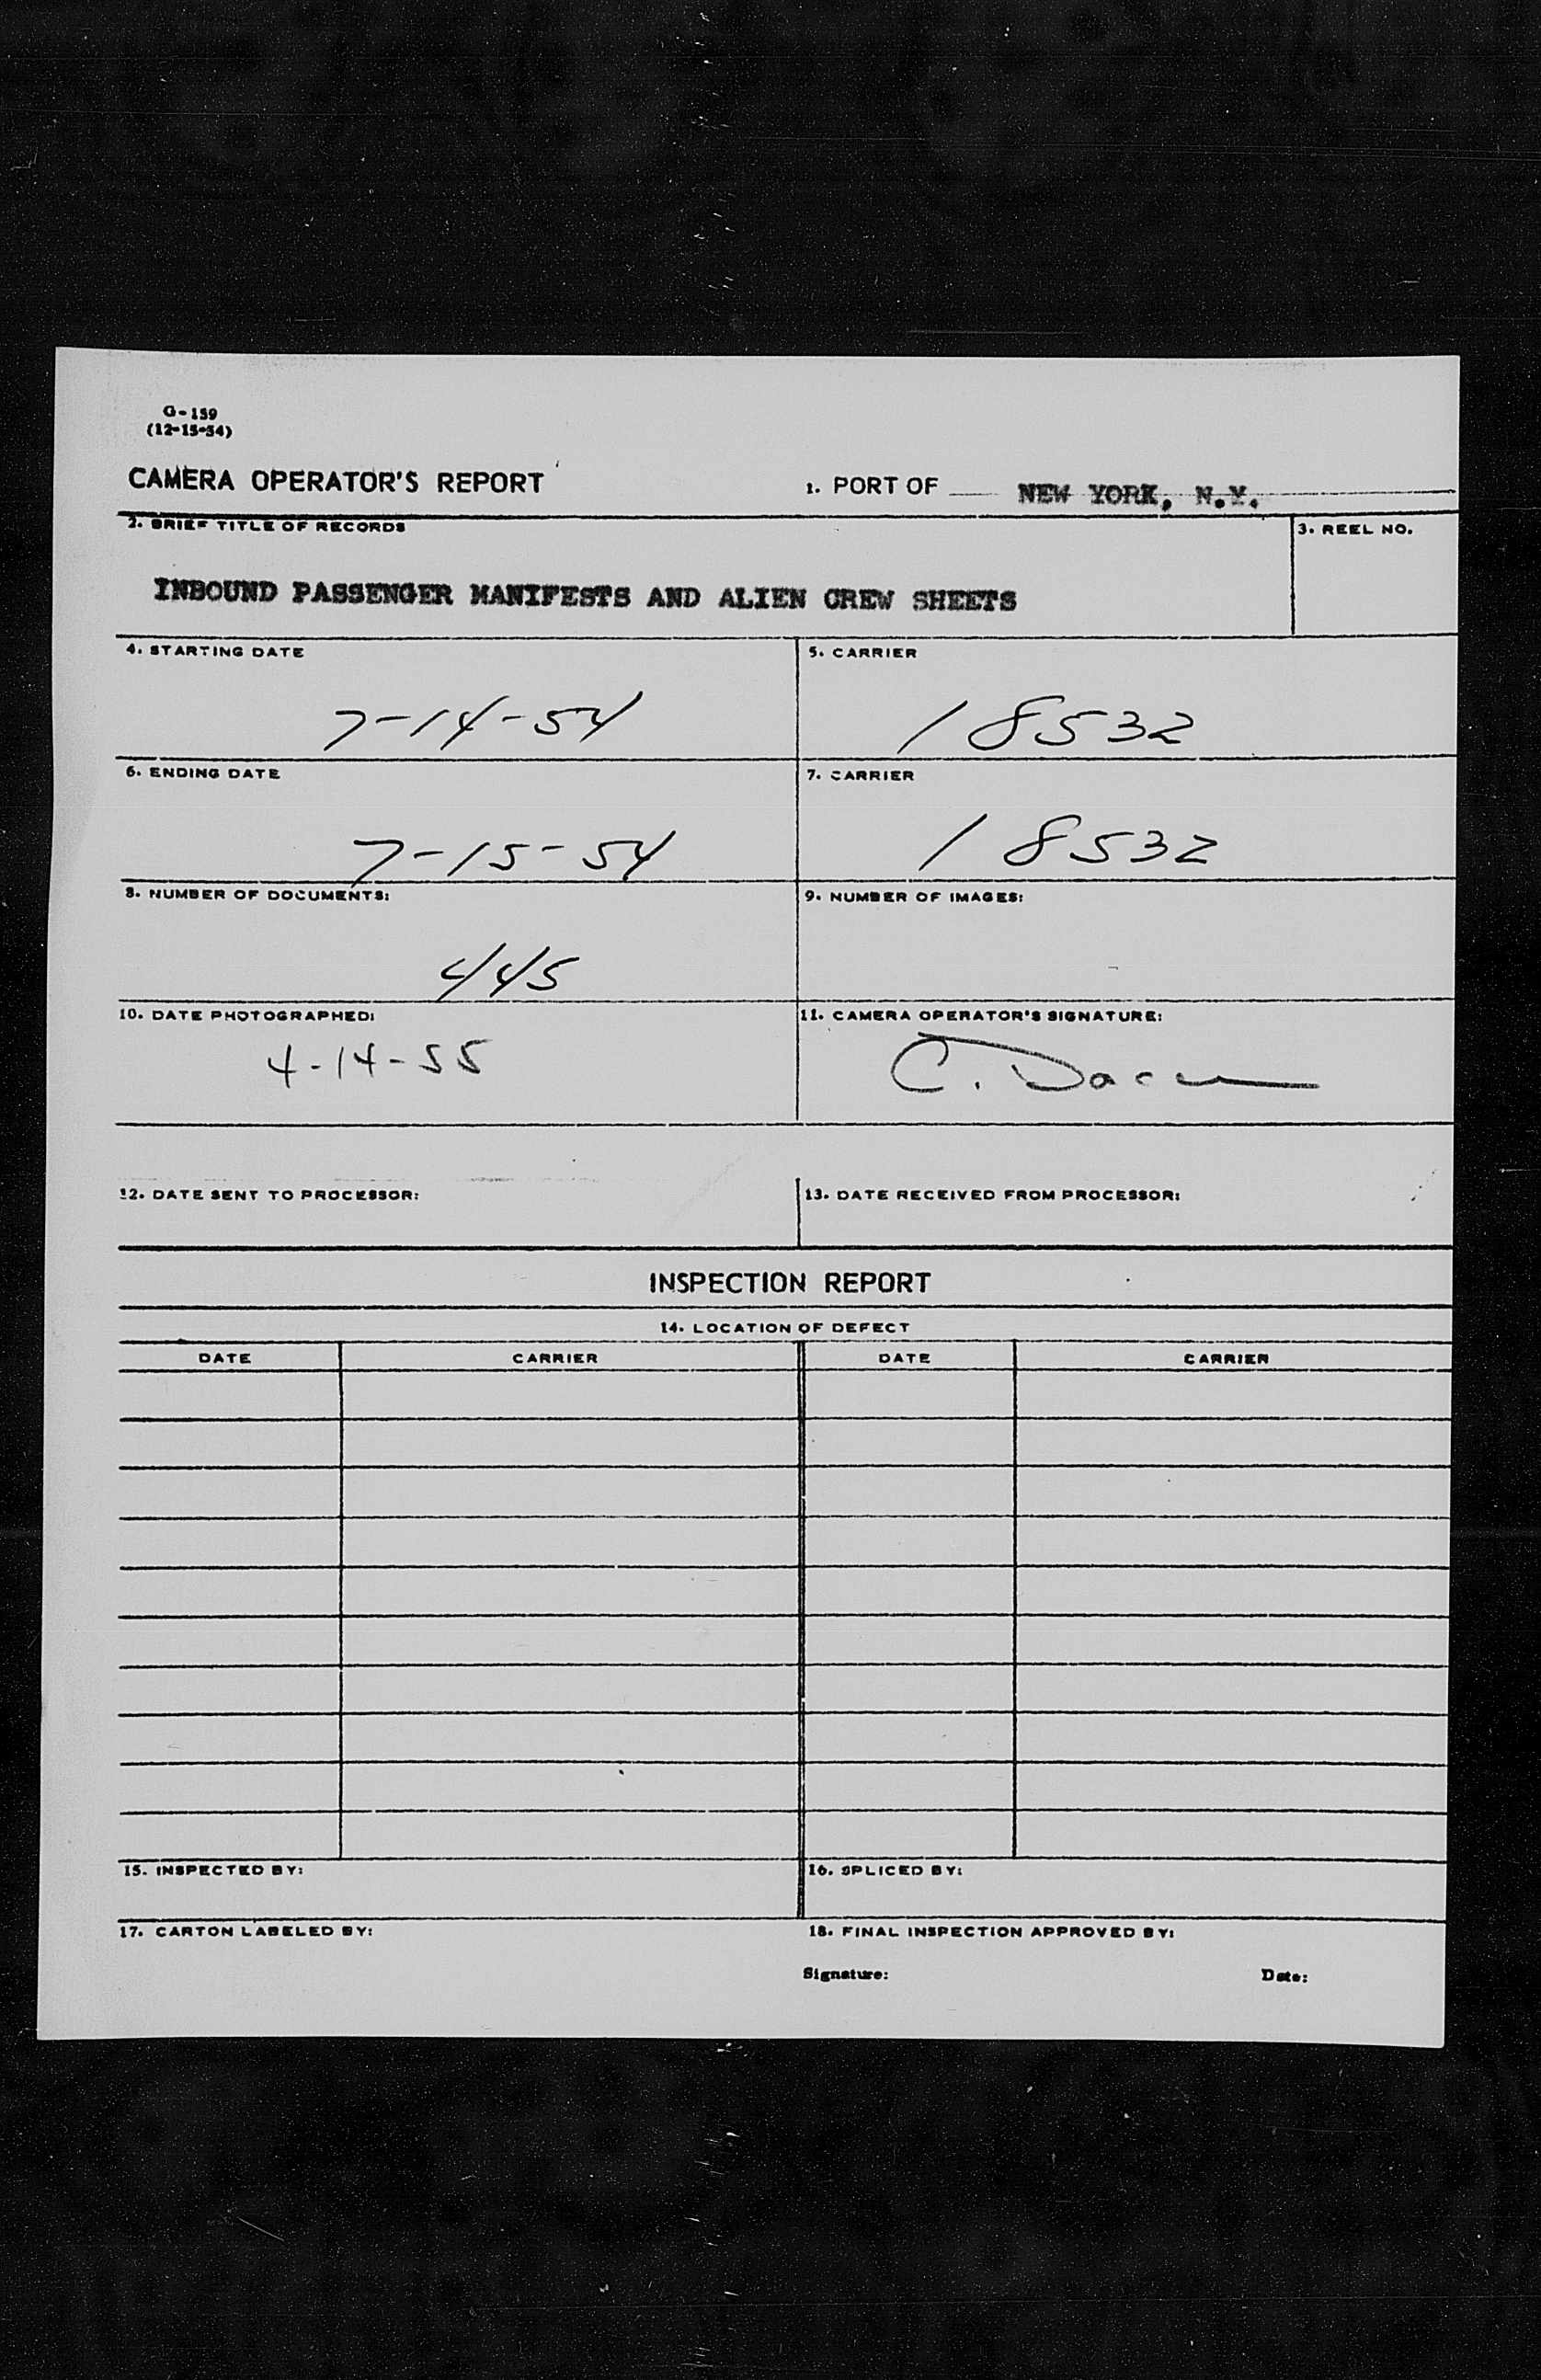 G-159
(12-15-54)
CAMERA OPERATOR'S REPORT
1. PORT OF NEW YORK, N.Y.
2. BRIEF TITLE OF RECORDS
3. REEL NO.
INBOUND PASSENGER MANIFESTS AND ALIEN CREW SHEETS
4. STARTING DATE
5. CARRIER
7-14-54
18532
6. ENDING DATE
7. CARRIER
7-15-54
18532
8. NUMBER OF DOCUMENTS:
9. NUMBER OF IMAGES:
445
10. DATE PHOTOGRAPHED:
11. CAMERA OPERATOR'S SIGNATURE:
4-14-55
C.
12. DATE SENT TO PROCESSOR:
13. DATE RECEIVED FROM PROCESSOR:
INSPECTION REPORT
14. LOCATION OF DEFECT
DATE CARRIER DATE CARRIER
15. INSPECTED BY:
16. SPLICED BY:
17. CARTON LABELED BY:
18. FINAL INSPECTION APPROVED BY:
Signature: Date: